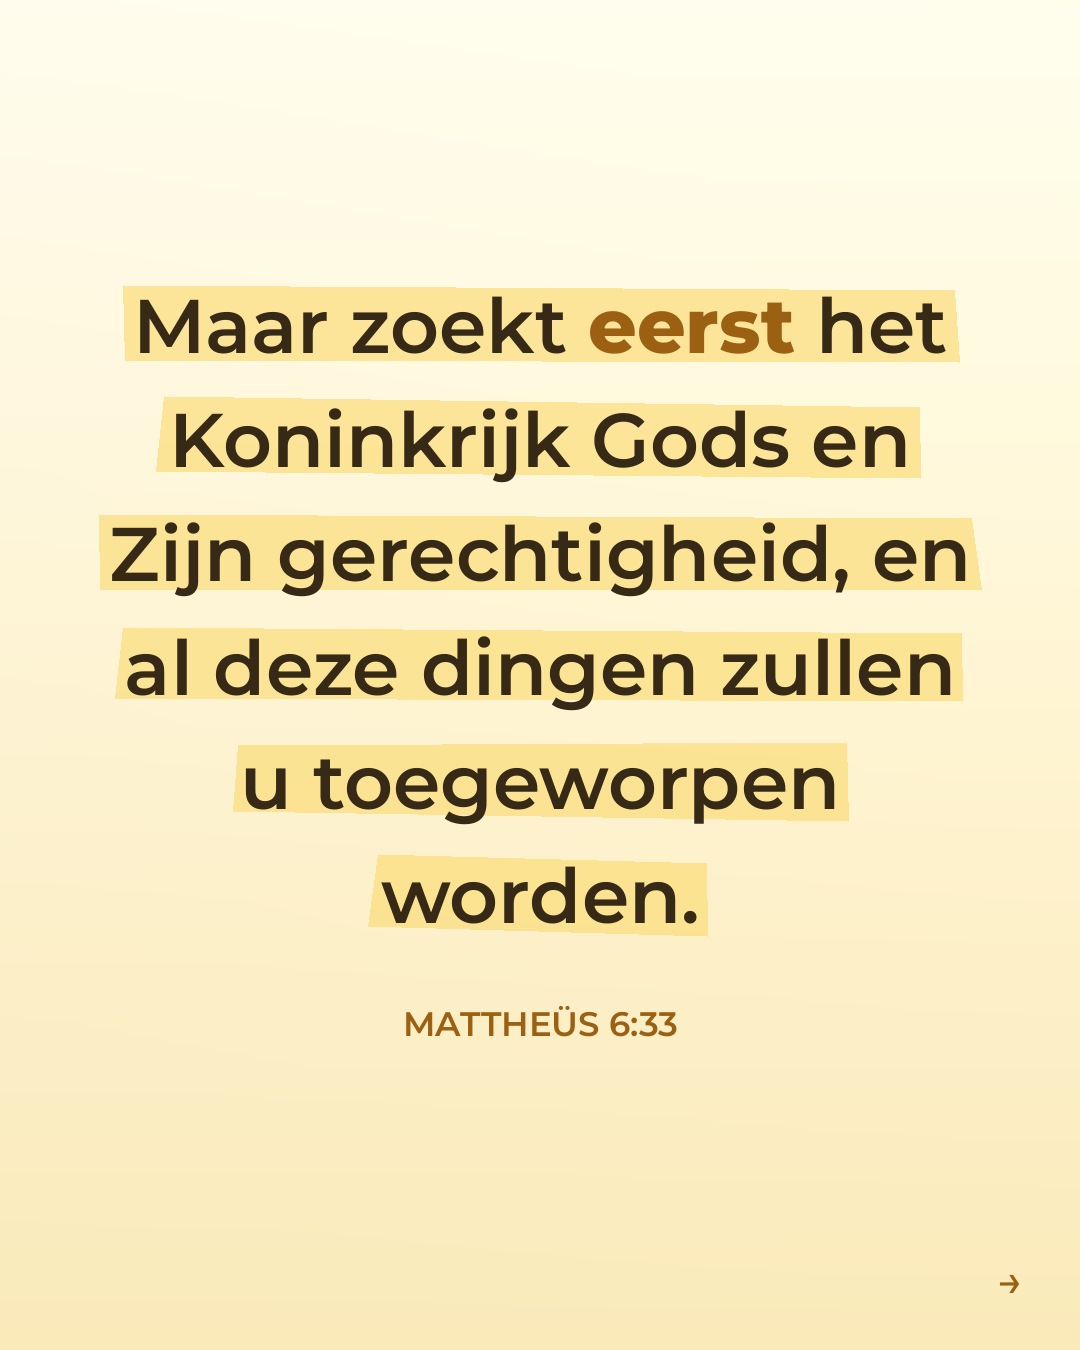 Maar zoekt eerst het
Koninkrijk Gods en
Zijn gerechtigheid, en
al deze dingen zullen
u toegeworpen
worden.
MATTHEÜS 6:33
→